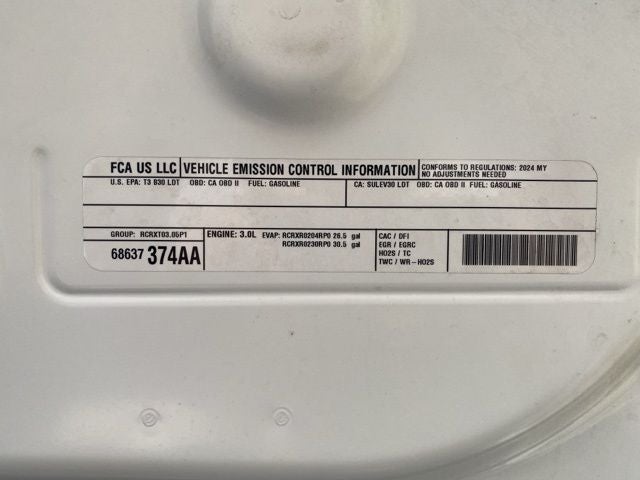 FCA US LLC VEHICLE EMISSION CONTROL INFORMATION CONFORMS TO REGULATIONS: 2024 MY
NO ADJUSTMENTS NEEDED
U.S. EPA: T3 B30 LDT OBD: CA OBD II FUEL: GASOLINE CA: SULEV30 LDT OBD: CA OBD II FUEL: GASOLINE
GROUP: RCRXT03.05P1 ENGINE: 3.0L EVAP: RCRXR0204RP0 26.5 gal
RCRXR0230RP0 30.5 gal
68637 374AA
CAC / DFI
EGR / EGRC
HO2S / TC
TWC / WR-HO2S